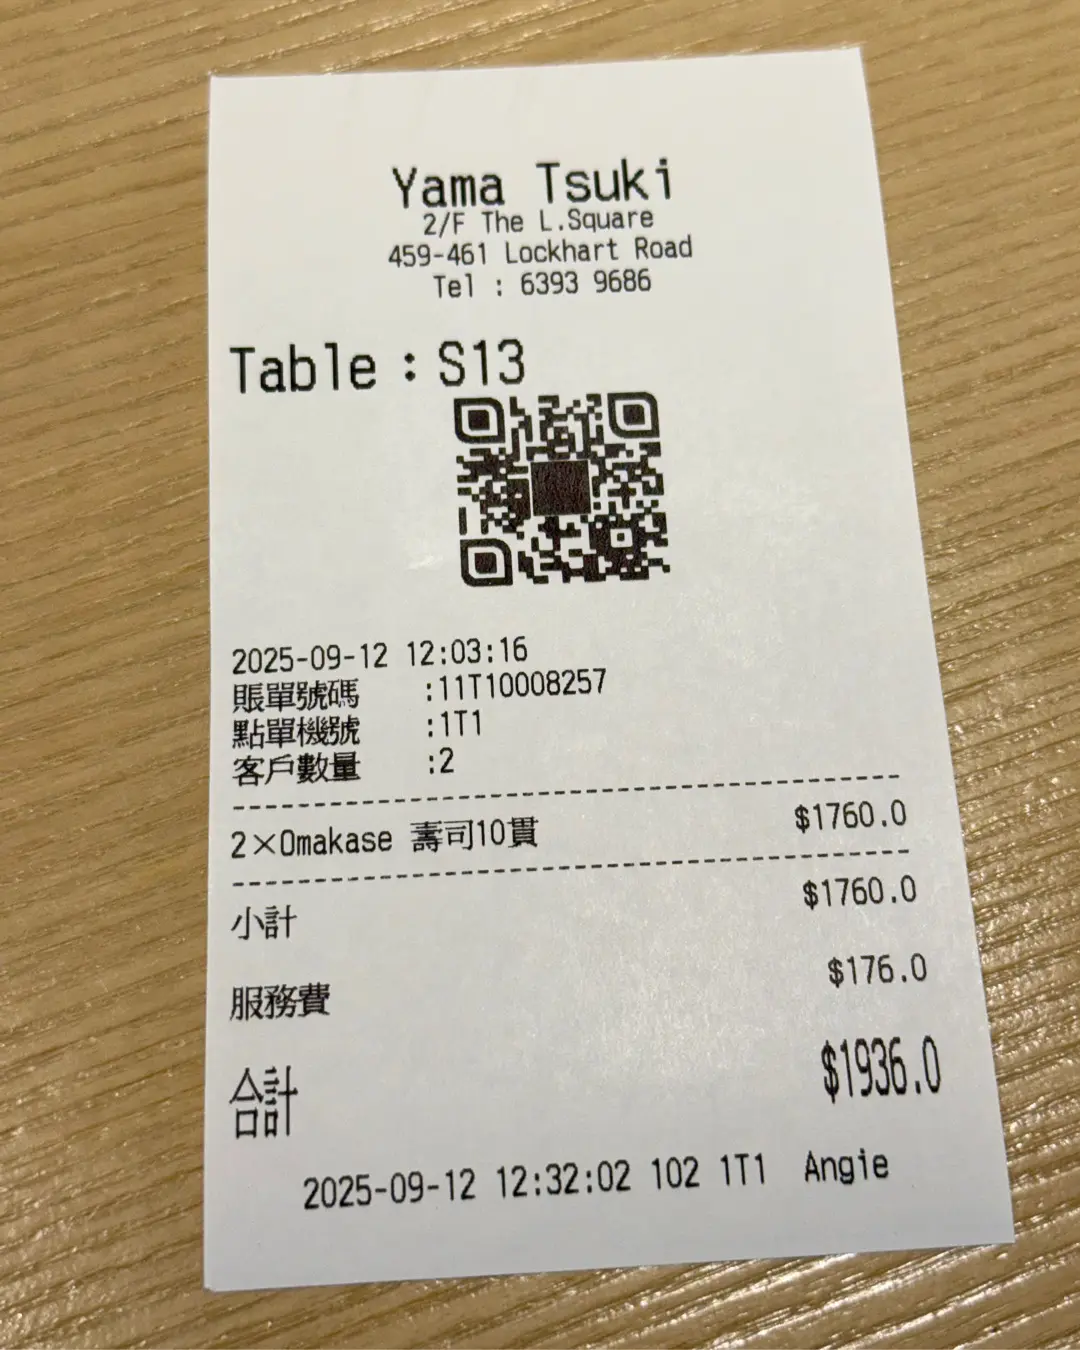 Yama Tsuki
2/F The L.Square
459-461 Lockhart Road
Tel : 6393 9686
Table : S13
2025-09-12 12:03:16
賬單號碼 :11T10008257
點單機號 :1T1
客戶數量 :2
2×Omakase 壽司10貫 $1760.0
小計 $1760.0
服務費 $176.0
合計 $1936.0
2025-09-12 12:32:02 102 1T1 Angie